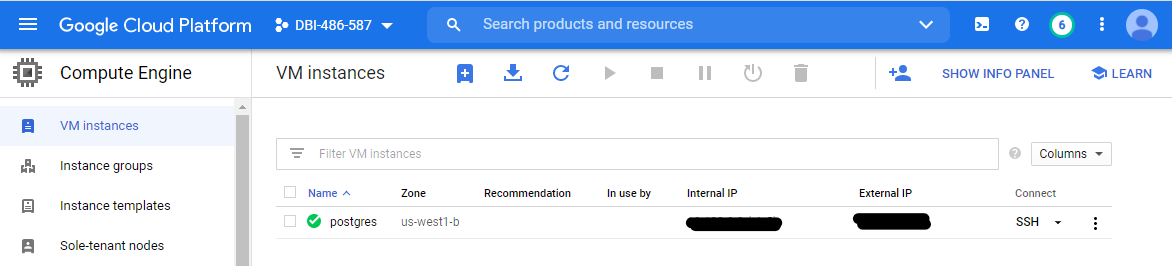 Google Cloud Platform DBI-486-587 Search products and resources 6
Compute Engine VM instances SHOW INFO PANEL LEARN
VM instances
Instance groups
Instance templates
Sole-tenant nodes
Filter VM instances Columns
Name Zone Recommendation In use by Internal IP External IP Connect
postgres us-west1-b SSH